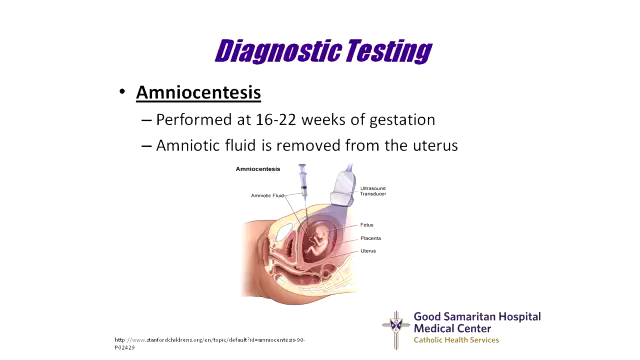 Diagnostic Testing
• Amniocentesis
– Performed at 16-22 weeks of gestation
– Amniotic fluid is removed from the uterus
Amniocentesis
Amniotic Fluid
Ultrasound
Transducer
Fetus
Placenta
Uterus
Good Samaritan Hospital
Medical Center
Catholic Health Services
http://www.stanfordchildrens.org/en/topic/default?id=amniocentesis-90-
P02429